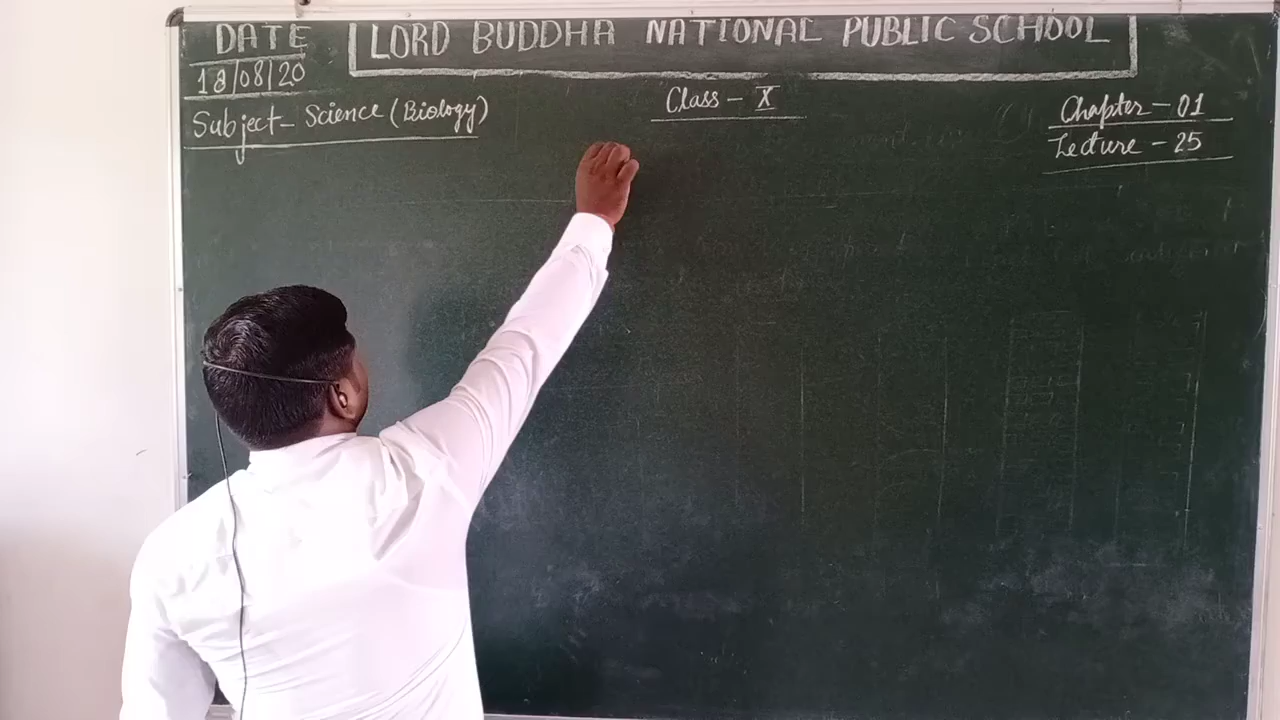 DATE
18/08/20
LORD BUDDHA NATIONAL PUBLIC SCHOOL
Subject- Science (Biology)
Class - X
Chapter - 01
Lecture - 25